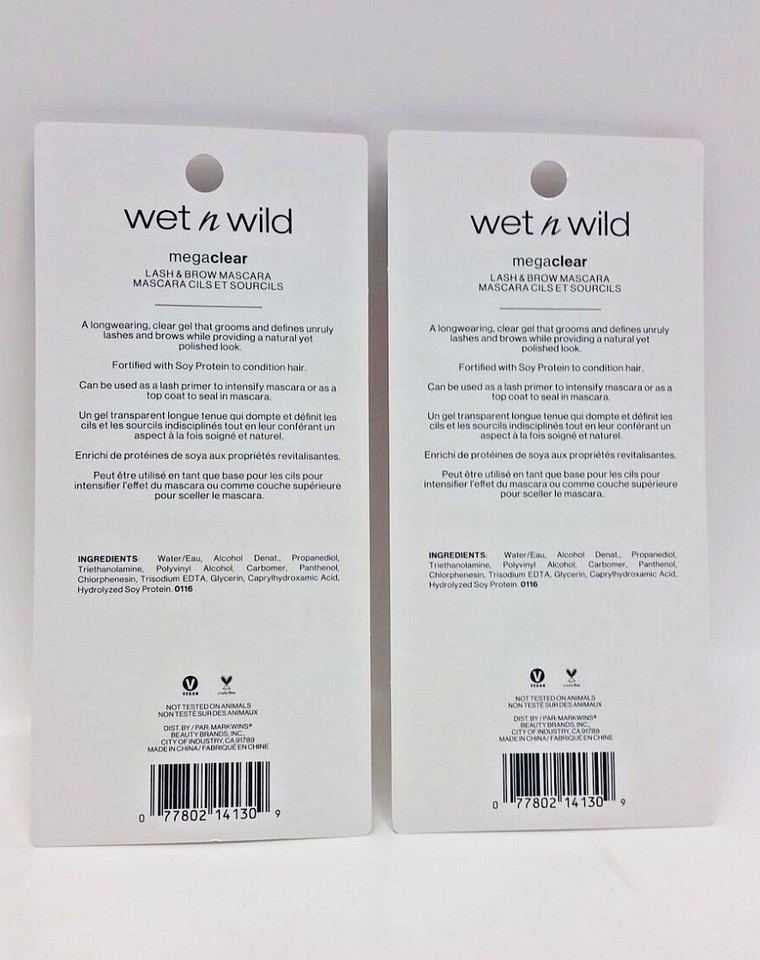 wet n wild
megaclear
LASH & BROW MASCARA
MASCARA CILS ET SOURCILS
A longwearing, clear gel that grooms and defines unruly
lashes and brows while providing a natural yet
polished look.
Fortified with Soy Protein to condition hair.
Can be used as a lash primer to intensify mascara or as a
top coat to seal in mascara.
Un gel transparent longue tenue qui dompte et définit les
cils et les sourcils indisciplinés tout en leur conférant un
aspect à la fois soigné et naturel.
Enrichi de protéines de soya aux propriétés revitalisantes.
Peut être utilisé en tant que base pour les cils pour
intensifier l'effet du mascara ou comme couche supérieure
pour sceller le mascara.
INGREDIENTS: Water/Eau, Alcohol Denat., Propanediol,
Triethanolamine, Polyvinyl Alcohol, Carbomer, Panthenol,
Chlorphenesin, Trisodium EDTA, Glycerin, Caprylhydroxamic Acid,
Hydrolyzed Soy Protein. 0116
V
VEGAN
NOT TESTED ON ANIMALS
NON TESTÉ SUR DES ANIMAUX
DIST. BY / PAR: MARKWINS®
BEAUTY BRANDS, INC.,
CITY OF INDUSTRY, CA 91789
MADE IN CHINA / FABRIQUÉ EN CHINE
0 77802 14130 9
wet n wild
megaclear
LASH & BROW MASCARA
MASCARA CILS ET SOURCILS
A longwearing, clear gel that grooms and defines unruly
lashes and brows while providing a natural yet
polished look.
Fortified with Soy Protein to condition hair.
Can be used as a lash primer to intensify mascara or as a
top coat to seal in mascara.
Un gel transparent longue tenue qui dompte et définit les
cils et les sourcils indisciplinés tout en leur conférant un
aspect à la fois soigné et naturel.
Enrichi de protéines de soya aux propriétés revitalisantes.
Peut être utilisé en tant que base pour les cils pour
intensifier l'effet du mascara ou comme couche supérieure
pour sceller le mascara.
INGREDIENTS: Water/Eau, Alcohol Denat., Propanediol,
Triethanolamine, Polyvinyl Alcohol, Carbomer, Panthenol,
Chlorphenesin, Trisodium EDTA, Glycerin, Caprylhydroxamic Acid,
Hydrolyzed Soy Protein. 0116
V
VEGAN
NOT TESTED ON ANIMALS
NON TESTÉ SUR DES ANIMAUX
DIST. BY / PAR: MARKWINS®
BEAUTY BRANDS, INC.,
CITY OF INDUSTRY, CA 91789
MADE IN CHINA / FABRIQUÉ EN CHINE
0 77802 14130 9